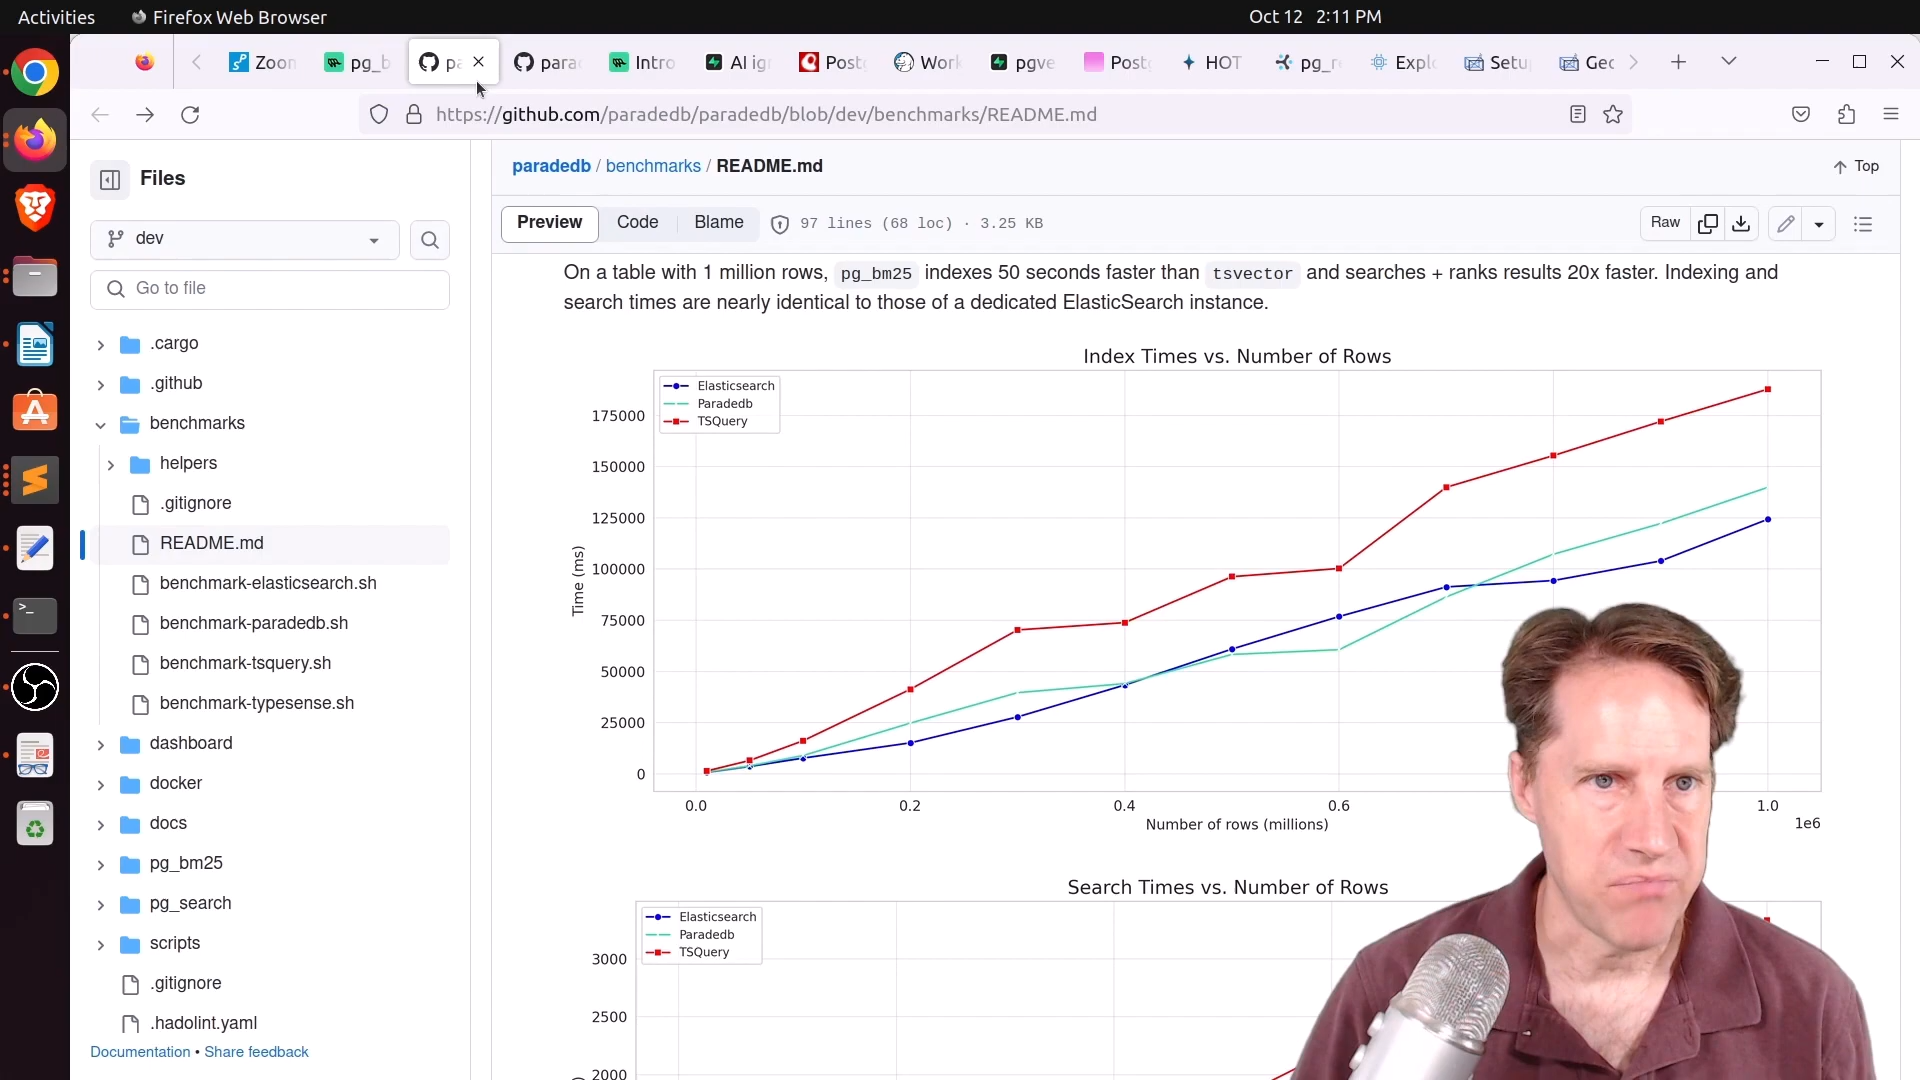 Activities Firefox Web Browser Oct 12 2:11 PM
Zoom pg_b pa para Intro AI ig Post Work pgve Post HOT pg_r Expl Setu Geo
https://github.com/paradedb/paradedb/blob/dev/benchmarks/README.md
Files
dev
Go to file
.cargo
.github
benchmarks
helpers
.gitignore
README.md
benchmark-elasticsearch.sh
benchmark-paradedb.sh
benchmark-tsquery.sh
benchmark-typesense.sh
dashboard
docker
docs
pg_bm25
pg_search
scripts
.gitignore
.hadolint.yaml
Documentation • Share feedback
paradedb / benchmarks / README.md Top
Preview Code Blame 97 lines (68 loc) · 3.25 KB Raw
On a table with 1 million rows, pg_bm25 indexes 50 seconds faster than tsvector and searches + ranks results 20x faster. Indexing and
search times are nearly identical to those of a dedicated ElasticSearch instance.
Index Times vs. Number of Rows
Elasticsearch
Paradedb
TSQuery
175000
150000
125000
100000
75000
50000
25000
0
Time (ms)
0.0 0.2 0.4 0.6 1.0
Number of rows (millions) 1e6
Search Times vs. Number of Rows
Elasticsearch
Paradedb
TSQuery
3000
2500
2000